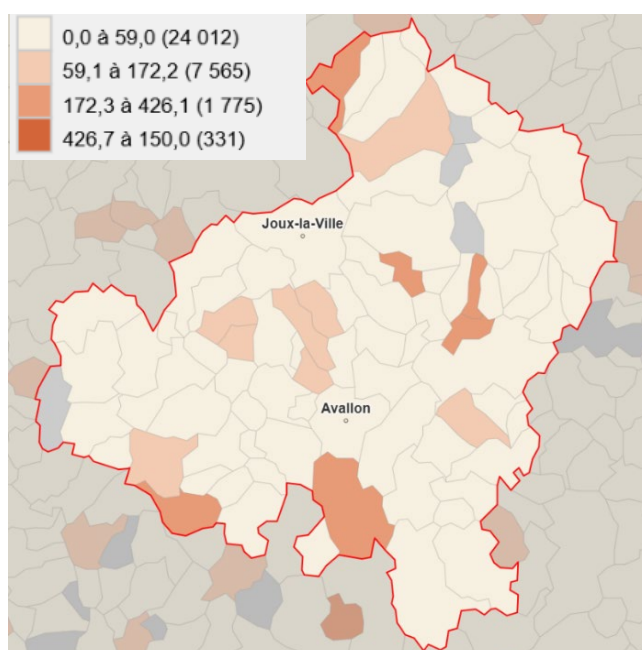 0,0 à 59,0 (24 012)
59,1 à 172,2 (7 565)
172,3 à 426,1 (1 775)
426,7 à 150,0 (331)
Joux-la-Ville
Avallon